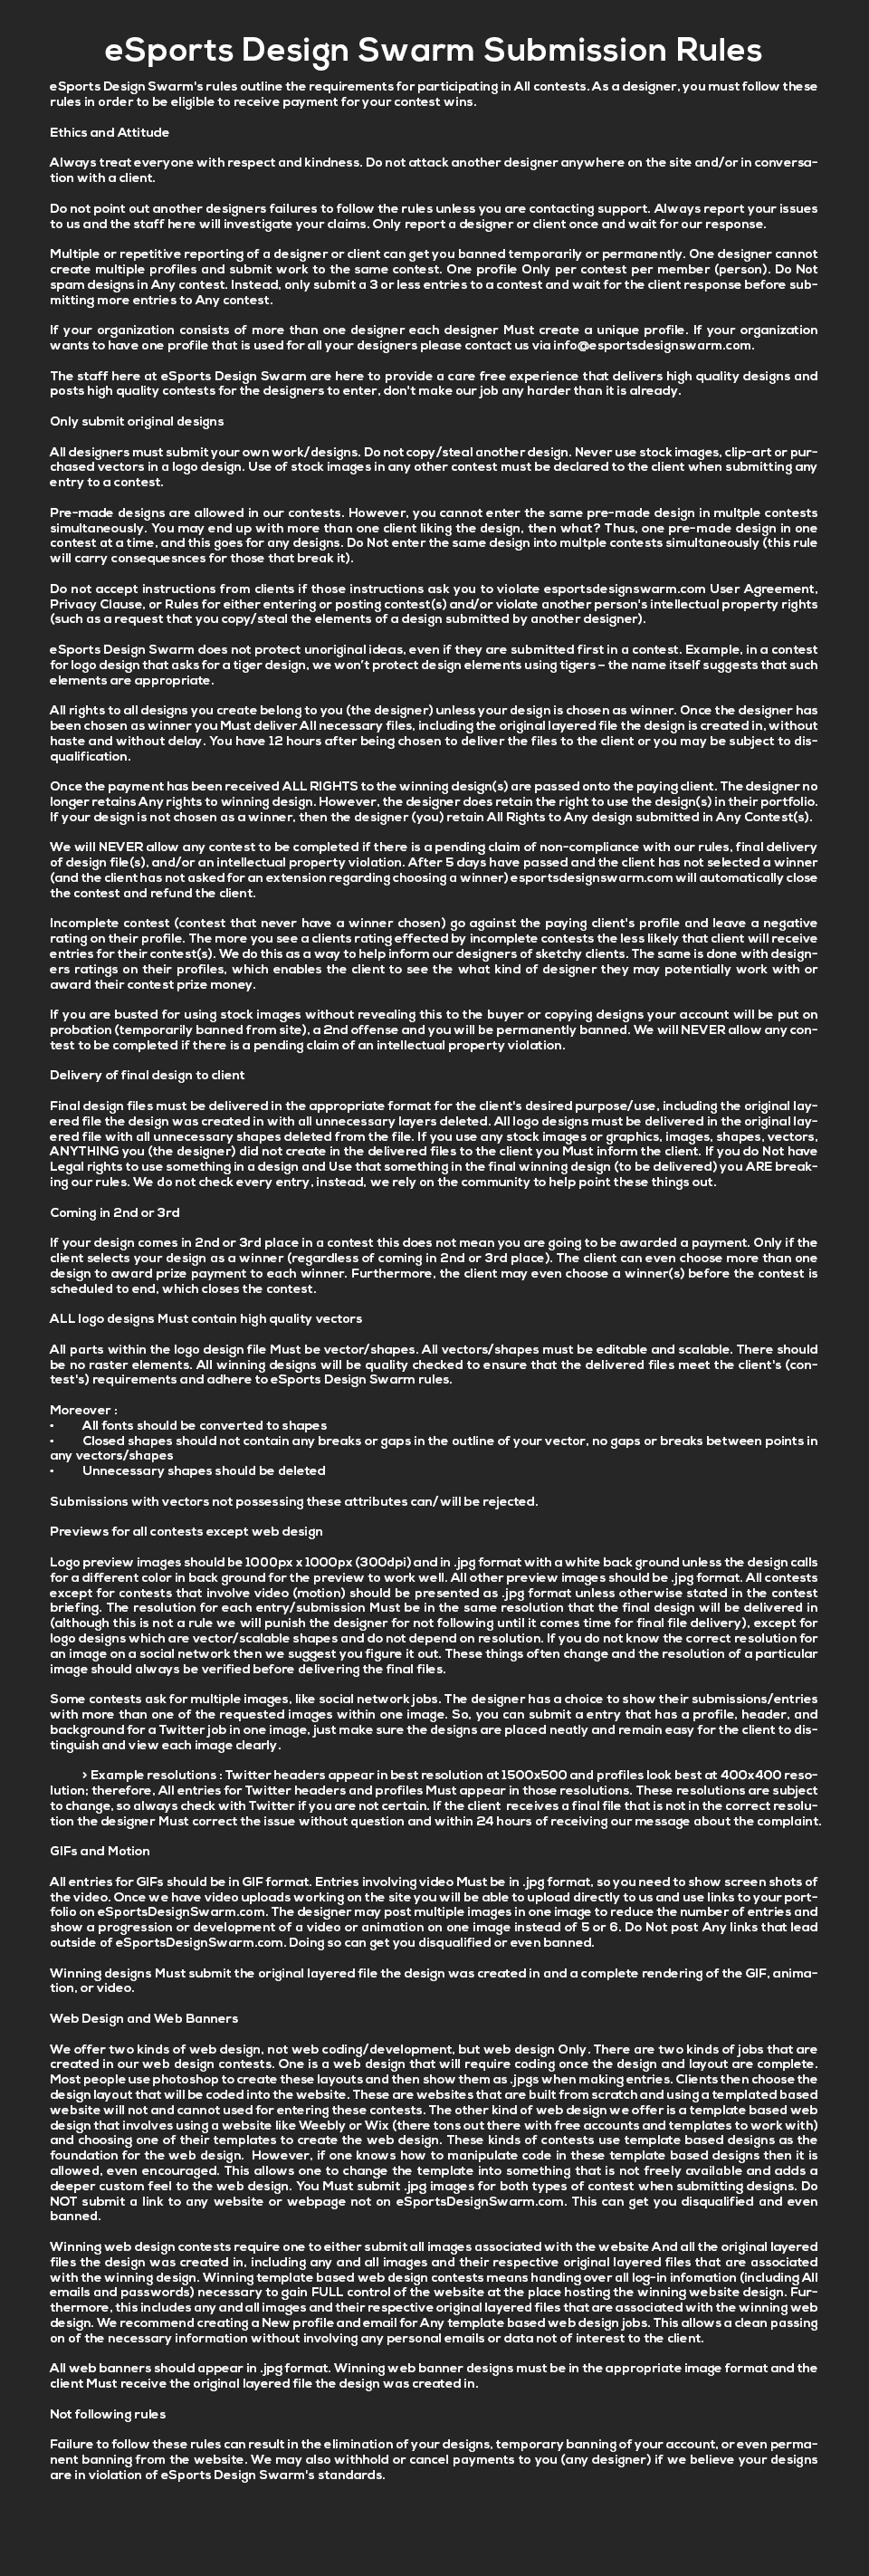 eSports Design Swarm Submission Rules
eSports Design Swarm's rules outline the requirements for participating in All contests. As a designer, you must follow these
rules in order to be eligible to receive payment for your contest wins.
Ethics and Attitude
Always treat everyone with respect and kindness. Do not attack another designer anywhere on the site and/or in conversa-
tion with a client.
Do not point out another designers failures to follow the rules unless you are contacting support. Always report your issues
to us and the staff here will investigate your claims. Only report a designer or client once and wait for our response.
Multiple or repetitive reporting of a designer or client can get you banned temporarily or permanently. One designer cannot
create multiple profiles and submit work to the same contest. One profile Only per contest per member (person). Do Not
spam designs in Any contest. Instead, only submit a 3 or less entries to a contest and wait for the client response before sub-
mitting more entries to Any contest.
If your organization consists of more than one designer each designer Must create a unique profile. If your organization
wants to have one profile that is used for all your designers please contact us via info@esportsdesignswarm.com.
The staff here at eSports Design Swarm are here to provide a care free experience that delivers high quality designs and
posts high quality contests for the designers to enter, don't make our job any harder than it is already.
Only submit original designs
All designers must submit your own work/designs. Do not copy/steal another design. Never use stock images, clip-art or pur-
chased vectors in a logo design. Use of stock images in any other contest must be declared to the client when submitting any
entry to a contest.
Pre-made designs are allowed in our contests. However, you cannot enter the same pre-made design in multple contests
simultaneously. You may end up with more than one client liking the design, then what? Thus, one pre-made design in one
contest at a time, and this goes for any designs. Do Not enter the same design into multple contests simultaneously (this rule
will carry consequesnces for those that break it).
Do not accept instructions from clients if those instructions ask you to violate esportsdesignswarm.com User Agreement,
Privacy Clause, or Rules for either entering or posting contest(s) and/or violate another person's intellectual property rights
(such as a request that you copy/steal the elements of a design submitted by another designer).
eSports Design Swarm does not protect unoriginal ideas, even if they are submitted first in a contest. Example, in a contest
for logo design that asks for a tiger design, we won't protect design elements using tigers – the name itself suggests that such
elements are appropriate.
All rights to all designs you create belong to you (the designer) unless your design is chosen as winner. Once the designer has
been chosen as winner you Must deliver All necessary files, including the original layered file the design is created in, without
haste and without delay. You have 12 hours after being chosen to deliver the files to the client or you may be subject to dis-
qualification.
Once the payment has been received ALL RIGHTS to the winning design(s) are passed onto the paying client. The designer no
longer retains Any rights to winning design. However, the designer does retain the right to use the design(s) in their portfolio.
If your design is not chosen as a winner, then the designer (you) retain All Rights to Any design submitted in Any Contest(s).
We will NEVER allow any contest to be completed if there is a pending claim of non-compliance with our rules, final delivery
of design file(s), and/or an intellectual property violation. After 5 days have passed and the client has not selected a winner
(and the client has not asked for an extension regarding choosing a winner) esportsdesignswarm.com will automatically close
the contest and refund the client.
Incomplete contest (contest that never have a winner chosen) go against the paying client's profile and leave a negative
rating on their profile. The more you see a clients rating effected by incomplete contests the less likely that client will receive
entries for their contest(s). We do this as a way to help inform our designers of sketchy clients. The same is done with design-
ers ratings on their profiles, which enables the client to see the what kind of designer they may potentially work with or
award their contest prize money.
If you are busted for using stock images without revealing this to the buyer or copying designs your account will be put on
probation (temporarily banned from site), a 2nd offense and you will be permanently banned. We will NEVER allow any con-
test to be completed if there is a pending claim of an intellectual property violation.
Delivery of final design to client
Final design files must be delivered in the appropriate format for the client's desired purpose/use, including the original lay-
ered file the design was created in with all unnecessary layers deleted. All logo designs must be delivered in the original lay-
ered file with all unnecessary shapes deleted from the file. If you use any stock images or graphics, images, shapes, vectors,
ANYTHING you (the designer) did not create in the delivered files to the client you Must inform the client. If you do Not have
Legal rights to use something in a design and Use that something in the final winning design (to be delivered) you ARE break-
ing our rules. We do not check every entry, instead, we rely on the community to help point these things out.
Coming in 2nd or 3rd
If your design comes in 2nd or 3rd place in a contest this does not mean you are going to be awarded a payment. Only if the
client selects your design as a winner (regardless of coming in 2nd or 3rd place). The client can even choose more than one
design to award prize payment to each winner. Furthermore, the client may even choose a winner(s) before the contest is
scheduled to end, which closes the contest.
ALL logo designs Must contain high quality vectors
All parts within the logo design file Must be vector/shapes. All vectors/shapes must be editable and scalable. There should
be no raster elements. All winning designs will be quality checked to ensure that the delivered files meet the client's (con-
test's) requirements and adhere to eSports Design Swarm rules.
Moreover :
• All fonts should be converted to shapes
• Closed shapes should not contain any breaks or gaps in the outline of your vector, no gaps or breaks between points in
any vectors/shapes
• Unnecessary shapes should be deleted
Submissions with vectors not possessing these attributes can/will be rejected.
Previews for all contests except web design
Logo preview images should be 1000px x 1000px (300dpi) and in .jpg format with a white back ground unless the design calls
for a different color in back ground for the preview to work well. All other preview images should be .jpg format. All contests
except for contests that involve video (motion) should be presented as .jpg format unless otherwise stated in the contest
briefing. The resolution for each entry/submission Must be in the same resolution that the final design will be delivered in
(although this is not a rule we will punish the designer for not following until it comes time for final file delivery), except for
logo designs which are vector/scalable shapes and do not depend on resolution. If you do not know the correct resolution for
an image on a social network then we suggest you figure it out. These things often change and the resolution of a particular
image should always be verified before delivering the final files.
Some contests ask for multiple images, like social network jobs. The designer has a choice to show their submissions/entries
with more than one of the requested images within one image. So, you can submit a entry that has a profile, header, and
background for a Twitter job in one image, just make sure the designs are placed neatly and remain easy for the client to dis-
tinguish and view each image clearly.
> Example resolutions : Twitter headers appear in best resolution at 1500x500 and profiles look best at 400x400 reso-
lution; therefore, All entries for Twitter headers and profiles Must appear in those resolutions. These resolutions are subject
to change, so always check with Twitter if you are not certain. If the client receives a final file that is not in the correct resolu-
tion the designer Must correct the issue without question and within 24 hours of receiving our message about the complaint.
GIFs and Motion
All entries for GIFs should be in GIF format. Entries involving video Must be in .jpg format, so you need to show screen shots of
the video. Once we have video uploads working on the site you will be able to upload directly to us and use links to your port-
folio on eSportsDesignSwarm.com. The designer may post multiple images in one image to reduce the number of entries and
show a progression or development of a video or animation on one image instead of 5 or 6. Do Not post Any links that lead
outside of eSportsDesignSwarm.com. Doing so can get you disqualified or even banned.
Winning designs Must submit the original layered file the design was created in and a complete rendering of the GIF, anima-
tion, or video.
Web Design and Web Banners
We offer two kinds of web design, not web coding/development, but web design Only. There are two kinds of jobs that are
created in our web design contests. One is a web design that will require coding once the design and layout are complete.
Most people use photoshop to create these layouts and then show them as .jpgs when making entries. Clients then choose the
design layout that will be coded into the website. These are websites that are built from scratch and using a templated based
website will not and cannot used for entering these contests. The other kind of web design we offer is a template based web
design that involves using a website like Weebly or Wix (there tons out there with free accounts and templates to work with)
and choosing one of their templates to create the web design. These kinds of contests use template based designs as the
foundation for the web design. However, if one knows how to manipulate code in these template based designs then it is
allowed, even encouraged. This allows one to change the template into something that is not freely available and adds a
deeper custom feel to the web design. You Must submit .jpg images for both types of contest when submitting designs. Do
NOT submit a link to any website or webpage not on eSportsDesignSwarm.com. This can get you disqualified and even
banned.
Winning web design contests require one to either submit all images associated with the website And all the original layered
files the design was created in, including any and all images and their respective original layered files that are associated
with the winning design. Winning template based web design contests means handing over all log-in infomation (including All
emails and passwords) necessary to gain FULL control of the website at the place hosting the winning website design. Fur-
thermore, this includes any and all images and their respective original layered files that are associated with the winning web
design. We recommend creating a New profile and email for Any template based web design jobs. This allows a clean passing
on of the necessary information without involving any personal emails or data not of interest to the client.
All web banners should appear in .jpg format. Winning web banner designs must be in the appropriate image format and the
client Must receive the original layered file the design was created in.
Not following rules
Failure to follow these rules can result in the elimination of your designs, temporary banning of your account, or even perma-
nent banning from the website. We may also withhold or cancel payments to you (any designer) if we believe your designs
are in violation of eSports Design Swarm's standards.